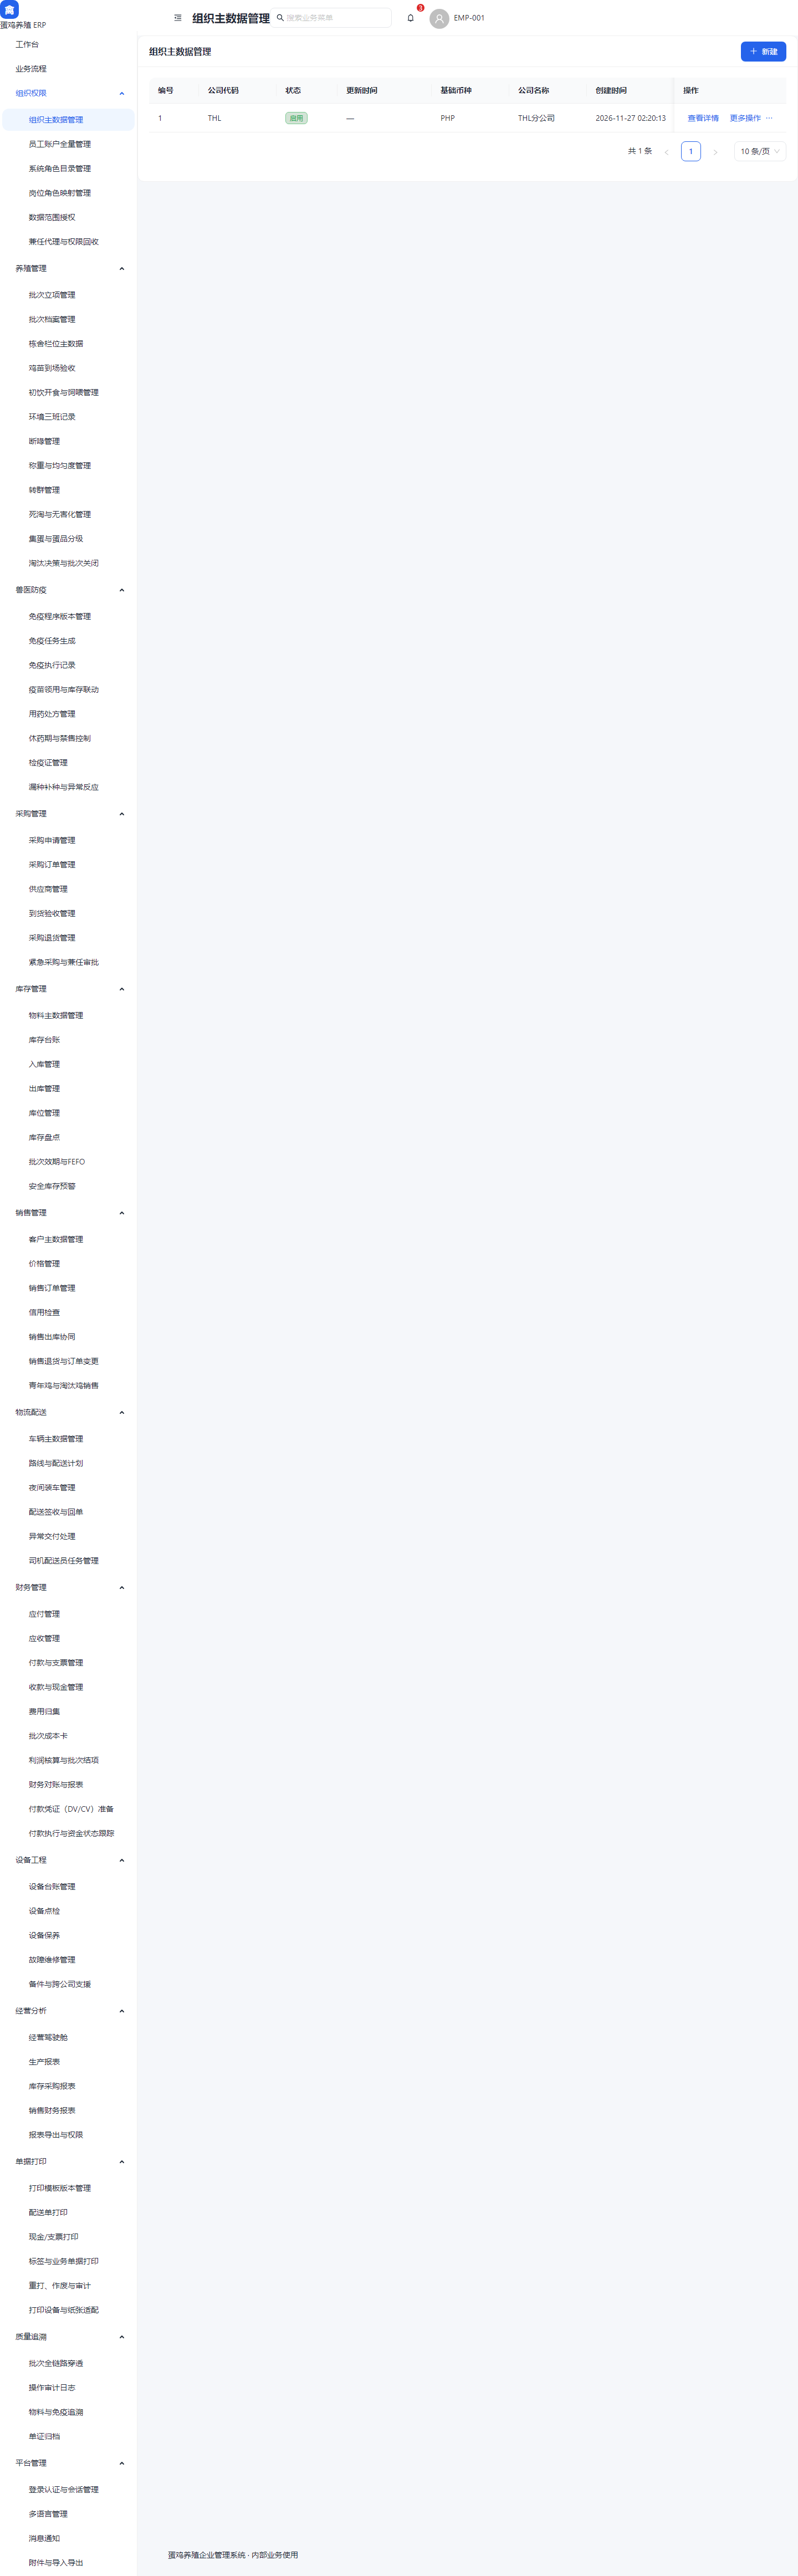 禽
蛋鸡养殖 ERP
组织主数据管理
搜索业务菜单
3
EMP-001
工作台
业务流程
组织权限
组织主数据管理
员工账户全量管理
系统角色目录管理
岗位角色映射管理
数据范围授权
兼任代理与权限回收
养殖管理
批次立项管理
批次档案管理
栋舍栏位主数据
鸡苗到场验收
初饮开食与饲喂管理
环境三班记录
断喙管理
称重与均匀度管理
转群管理
死淘与无害化管理
集蛋与蛋品分级
淘汰决策与批次关闭
兽医防疫
免疫程序版本管理
免疫任务生成
免疫执行记录
疫苗领用与库存联动
用药处方管理
休药期与禁售控制
检疫证管理
漏种补种与异常反应
采购管理
采购申请管理
采购订单管理
供应商管理
到货验收管理
采购退货管理
紧急采购与兼任审批
库存管理
物料主数据管理
库存台账
入库管理
出库管理
库位管理
库存盘点
批次效期与FEFO
安全库存预警
销售管理
客户主数据管理
价格管理
销售订单管理
信用检查
销售出库协同
销售退货与订单变更
青年鸡与淘汰鸡销售
物流配送
车辆主数据管理
路线与配送计划
夜间装车管理
配送签收与回单
异常交付处理
司机配送员任务管理
财务管理
应付管理
应收管理
付款与支票管理
收款与现金管理
费用归集
批次成本卡
利润核算与批次结项
财务对账与报表
付款凭证（DV/CV）准备
付款执行与资金状态跟踪
设备工程
设备台账管理
设备点检
设备保养
故障维修管理
备件与跨公司支援
经营分析
经营驾驶舱
生产报表
库存采购报表
销售财务报表
报表导出与权限
单据打印
打印模板版本管理
配送单打印
现金/支票打印
标签与业务单据打印
重打、作废与审计
打印设备与纸张适配
质量追溯
批次全链路穿透
操作审计日志
物料与免疫追溯
单证归档
平台管理
登录认证与会话管理
多语言管理
消息通知
附件与导入导出
组织主数据管理
新建
编号 公司代码 状态 更新时间 基础币种 公司名称 创建时间 操作
1 THL 启用 — PHP THL分公司 2026-11-27 02:20:13 查看详情 更多操作 ···
共 1 条 1 10 条/页
蛋鸡养殖企业管理系统 · 内部业务使用